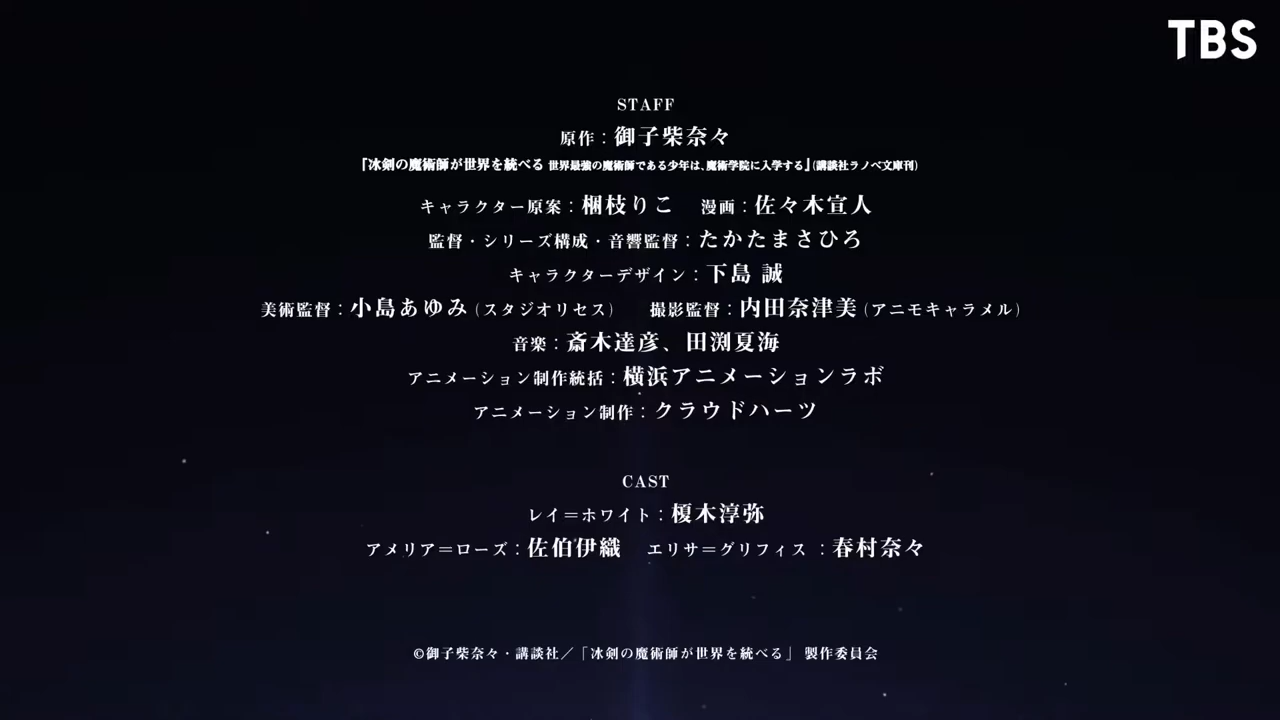 TBS
STAFF
原作：御子柴奈々
『冰剣の魔術師が世界を統べる 世界最強の魔術師である少年は、魔術学院に入学する』(講談社ラノベ文庫刊)
キャラクター原案：梱枝りこ　漫画：佐々木宣人
監督・シリーズ構成・音響監督：たかたまさひろ
キャラクターデザイン：下島 誠
美術監督：小島あゆみ(スタジオリセス)　撮影監督：内田奈津美(アニモキャラメル)
音楽：斎木達彦、田渕夏海
アニメーション制作統括：横浜アニメーションラボ
アニメーション制作：クラウドハーツ
CAST
レイ＝ホワイト：榎木淳弥
アメリア＝ローズ：佐伯伊織　エリサ＝グリフィス ：春村奈々
©御子柴奈々・講談社／「冰剣の魔術師が世界を統べる」 製作委員会